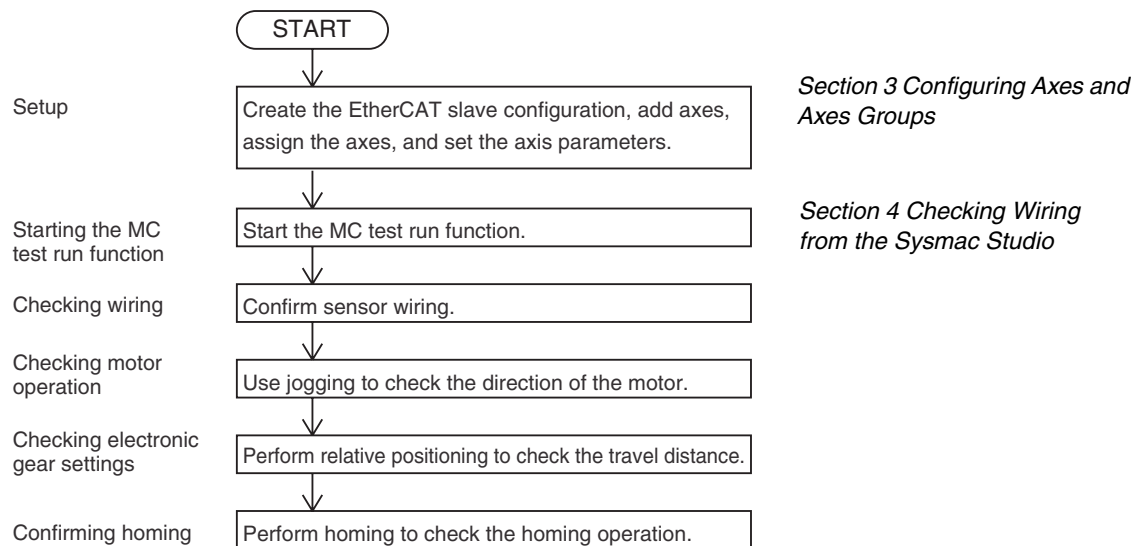 START
Setup
Create the EtherCAT slave configuration, add axes,
assign the axes, and set the axis parameters.
Section 3 Configuring Axes and
Axes Groups
Starting the MC
test run function
Start the MC test run function.
Section 4 Checking Wiring
from the Sysmac Studio
Checking wiring
Confirm sensor wiring.
Checking motor
operation
Use jogging to check the direction of the motor.
Checking electronic
gear settings
Perform relative positioning to check the travel distance.
Confirming homing
Perform homing to check the homing operation.